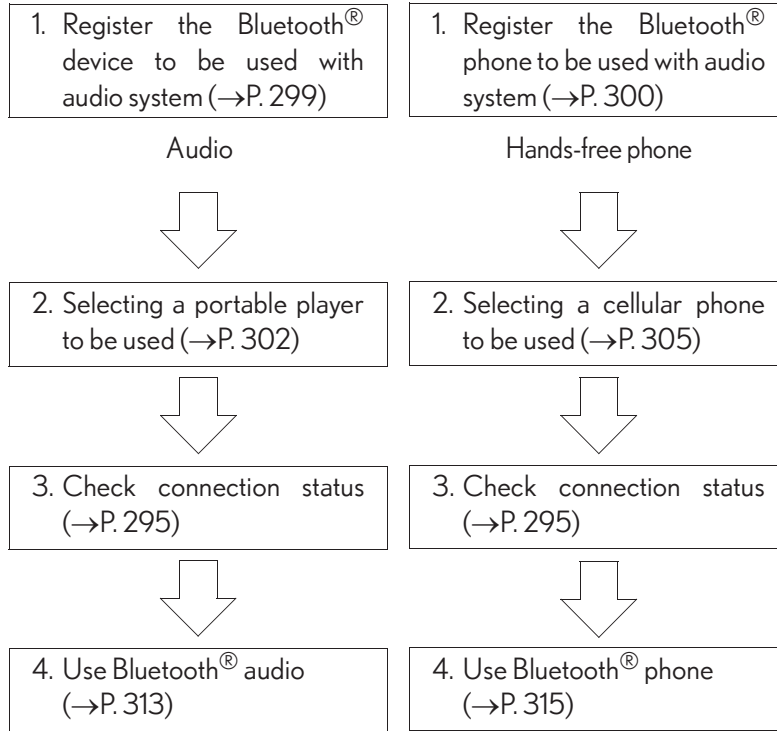 1. Register the Bluetooth®
device to be used with
audio system (→P. 299)
Audio
2. Selecting a portable player
to be used (→P. 302)
3. Check connection status
(→P. 295)
4. Use Bluetooth® audio
(→P. 313)
1. Register the Bluetooth®
phone to be used with audio
system (→P. 300)
Hands-free phone
2. Selecting a cellular phone
to be used (→P. 305)
3. Check connection status
(→P. 295)
4. Use Bluetooth® phone
(→P. 315)